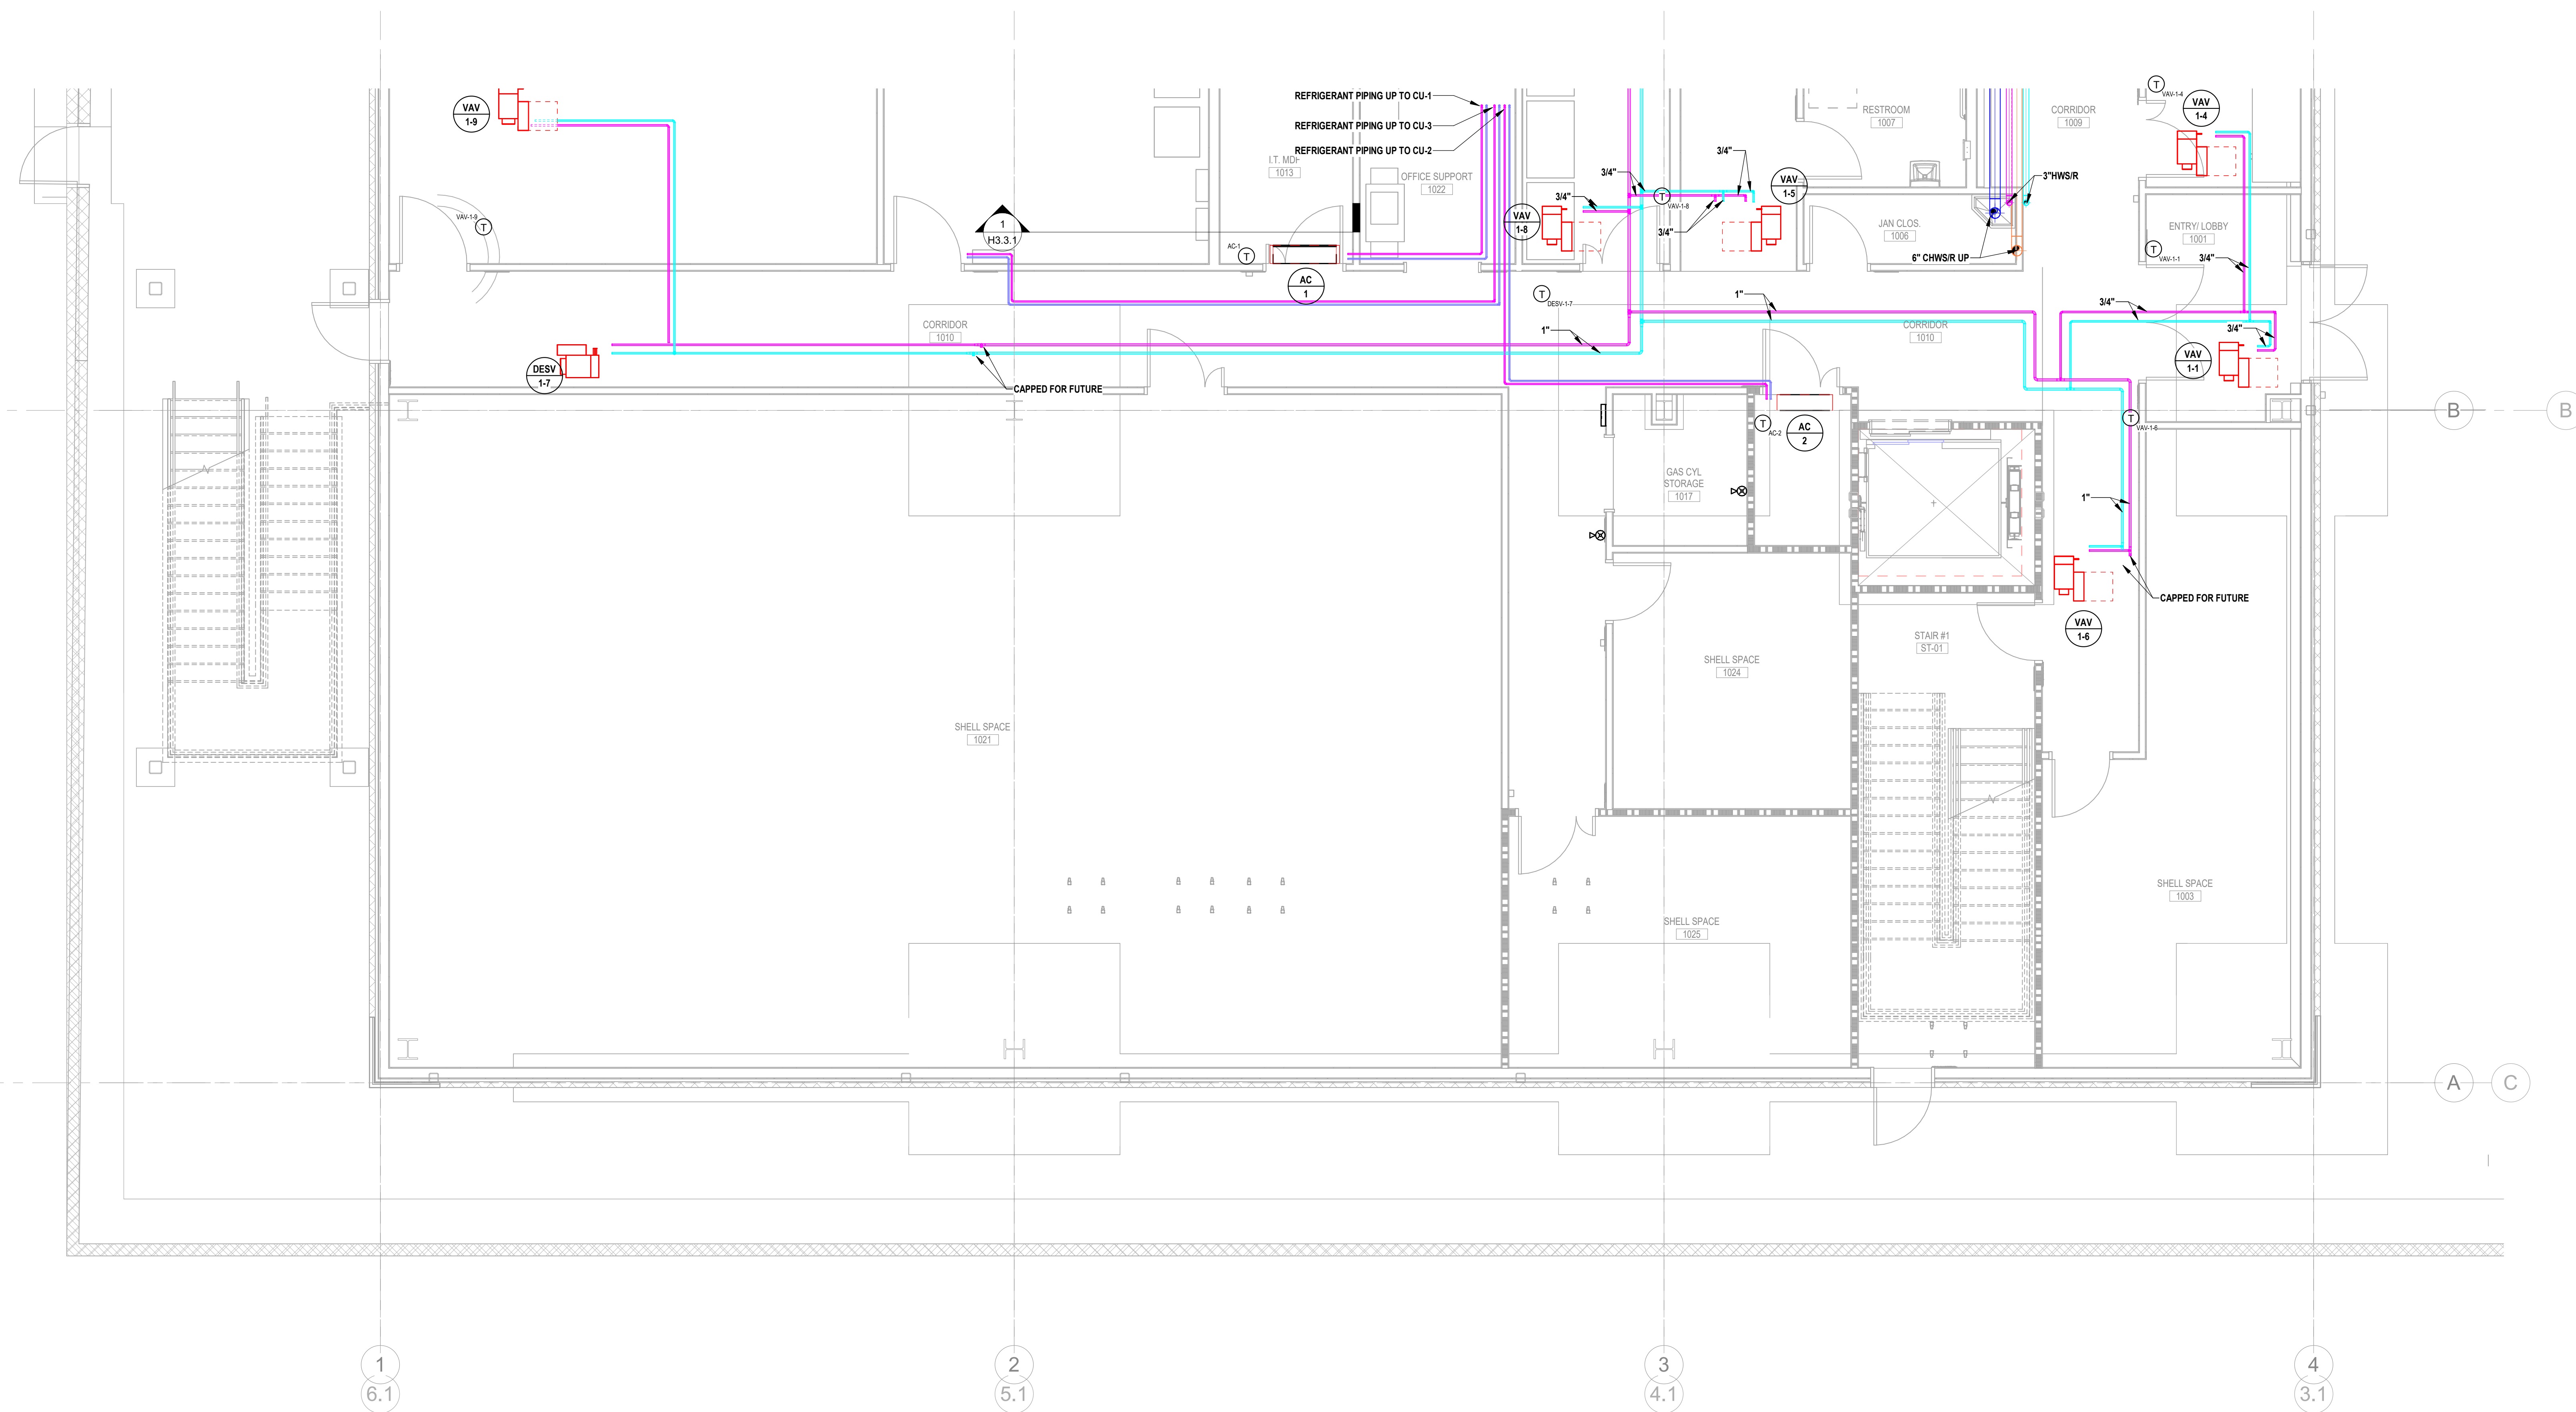 REFRIGERANT PIPING UP TO CU-1
REFRIGERANT PIPING UP TO CU-3
REFRIGERANT PIPING UP TO CU-2
VAV
1-9
VAV-1-9
T
I.T. MDF
1013
OFFICE SUPPORT
1022
1
H3.3.1
AC-1
T
AC
1
3/4"
3/4"
3/4"
3/4"
T
VAV-1-8
VAV
1-8
VAV
1-5
RESTROOM
1007
JAN CLOS.
1006
6" CHWS/R UP
3"HWS/R
CORRIDOR
1009
T
VAV-1-4
VAV
1-4
ENTRY/ LOBBY
1001
T
VAV-1-1
3/4"
3/4"
3/4"
VAV
1-1
T
DESV-1-7
1"
1"
CORRIDOR
1010
CORRIDOR
1010
DESV
1-7
CAPPED FOR FUTURE
T
AC-2
AC
2
T
VAV-1-6
B
B
GAS CYL
STORAGE
1017
1"
CAPPED FOR FUTURE
VAV
1-6
STAIR #1
ST-01
SHELL SPACE
1024
SHELL SPACE
1021
SHELL SPACE
1003
SHELL SPACE
1025
A
C
1
6.1
2
5.1
3
4.1
4
3.1